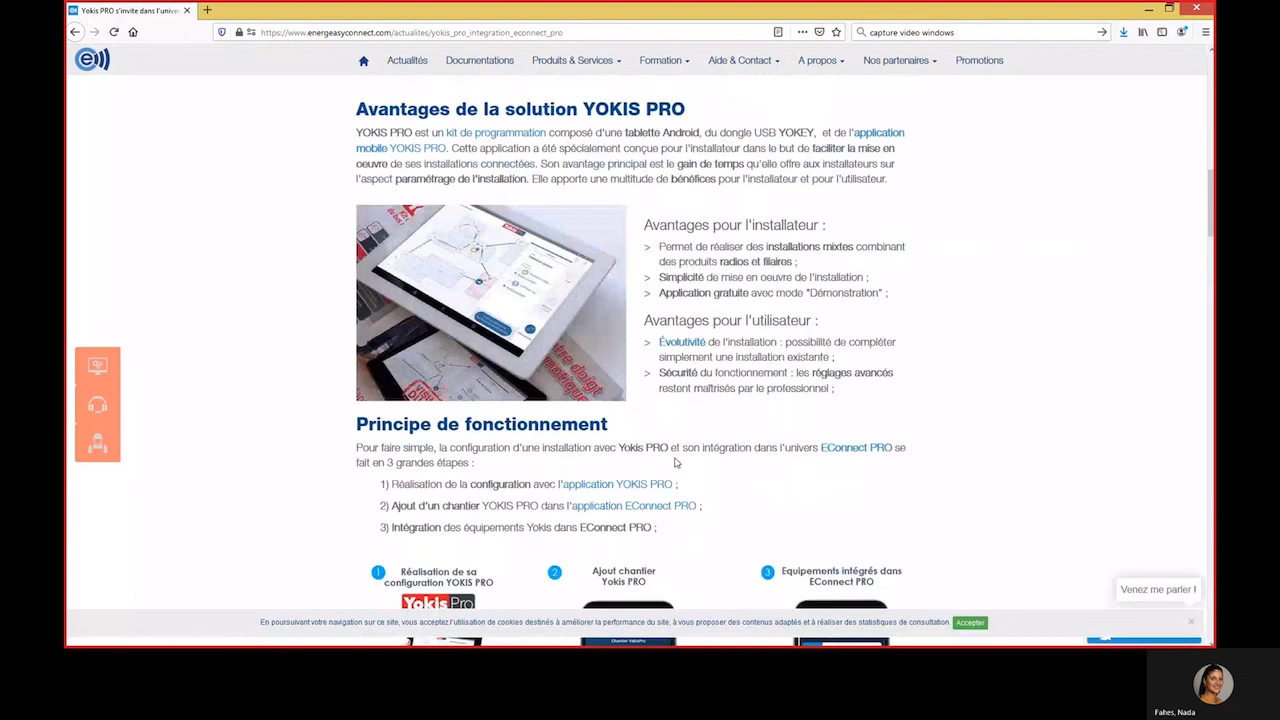 Yokis PRO s'invite dans l'univer
https://www.energeasyconnect.com/actualites/yokis_pro_integration_econnect_pro
capture video windows
Actualités Documentations Produits & Services Formation Aide & Contact A propos Nos partenaires Promotions
Avantages de la solution YOKIS PRO
YOKIS PRO est un kit de programmation composé d'une tablette Android, du dongle USB YOKEY, et de l'application
mobile YOKIS PRO. Cette application a été spécialement conçue pour l'installateur dans le but de faciliter la mise en
oeuvre de ses installations connectées. Son avantage principal est le gain de temps qu'elle offre aux installateurs sur
l'aspect paramétrage de l'installation. Elle apporte une multitude de bénéfices pour l'installateur et pour l'utilisateur.
Avantages pour l'installateur :
> Permet de réaliser des installations mixtes combinant
des produits radios et filaires ;
> Simplicité de mise en oeuvre de l'installation ;
> Application gratuite avec mode "Démonstration" ;
Avantages pour l'utilisateur :
> Évolutivité de l'installation : possibilité de compléter
simplement une installation existante ;
> Sécurité du fonctionnement : les réglages avancés
restent maîtrisés par le professionnel ;
Principe de fonctionnement
Pour faire simple, la configuration d'une installation avec Yokis PRO et son intégration dans l'univers EConnect PRO se
fait en 3 grandes étapes :
1) Réalisation de la configuration avec l'application YOKIS PRO ;
2) Ajout d'un chantier YOKIS PRO dans l'application EConnect PRO ;
3) Intégration des équipements Yokis dans EConnect PRO ;
1 Réalisation de sa
configuration YOKIS PRO
2 Ajout chantier
Yokis PRO
3 Equipements intégrés dans
EConnect PRO
Yokis Pro
Venez me parler !
En poursuivant votre navigation sur ce site, vous acceptez l'utilisation de cookies destinés à améliorer la performance du site, à vous proposer des contenus adaptés et à réaliser des statistiques de consultation. Accepter
Chantier YokisPro
Fahes, Nada